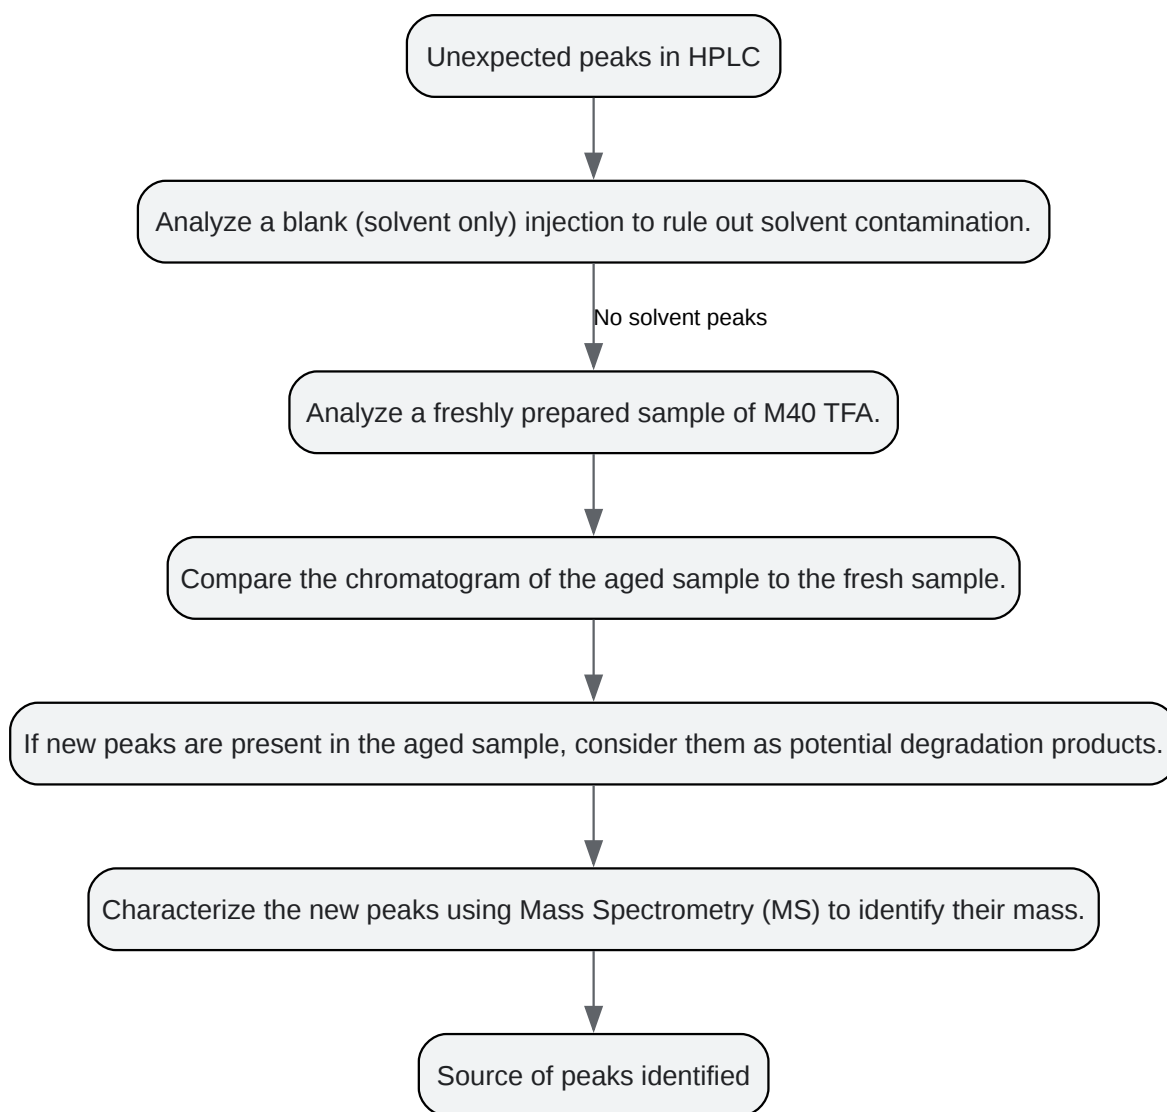 Unexpected peaks in HPLC
Analyze a blank (solvent only) injection to rule out solvent contamination.
No solvent peaks
Analyze a freshly prepared sample of M40 TFA.
Compare the chromatogram of the aged sample to the fresh sample.
If new peaks are present in the aged sample, consider them as potential degradation products.
Characterize the new peaks using Mass Spectrometry (MS) to identify their mass.
Source of peaks identified